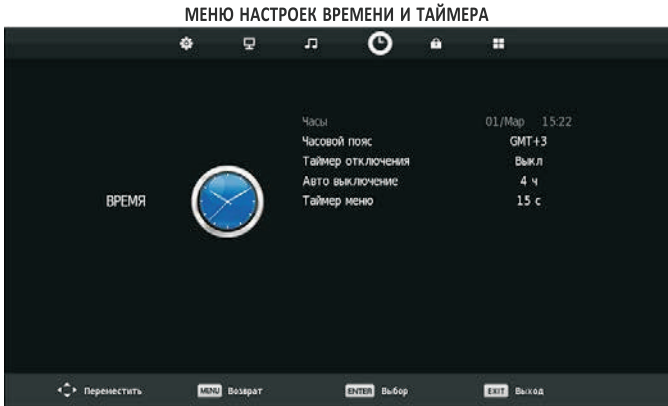 МЕНЮ НАСТРОЕК ВРЕМЕНИ И ТАЙМЕРА
Часы 01/Мар 15:22
Часовой пояс GMT+3
Таймер отключения Выкл
Авто выключение 4 ч
Таймер меню 15 с
ВРЕМЯ
Переместить MENU Возврат ENTER Выбор EXIT Выход